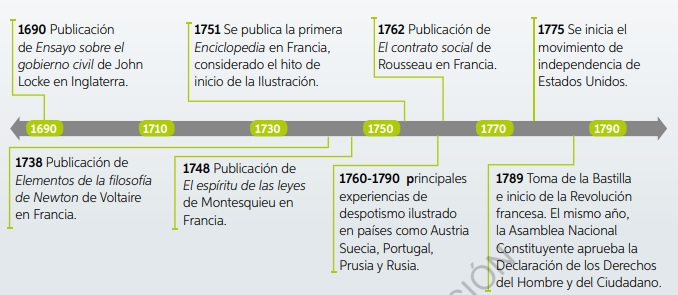 1690 Publicación
de Ensayo sobre el
gobierno civil de John
Locke en Inglaterra.
1751 Se publica la primera
Enciclopedia en Francia,
considerado el hito de
inicio de la Ilustración.
1762 Publicación de
El contrato social de
Rousseau en Francia.
1775 Se inicia el
movimiento de
independencia de
Estados Unidos.
1690 1710 1730 1750 1770 1790
1738 Publicación de
Elementos de la filosofía
de Newton de Voltaire
en Francia.
1748 Publicación de
El espíritu de las leyes
de Montesquieu en
Francia.
1760-1790 principales
experiencias de
despotismo ilustrado
en países como Austria
Suecia, Portugal,
Prusia y Rusia.
1789 Toma de la Bastilla
e inicio de la Revolución
francesa. El mismo año,
la Asamblea Nacional
Constituyente aprueba la
Declaración de los Derechos
del Hombre y del Ciudadano.
SIÓN